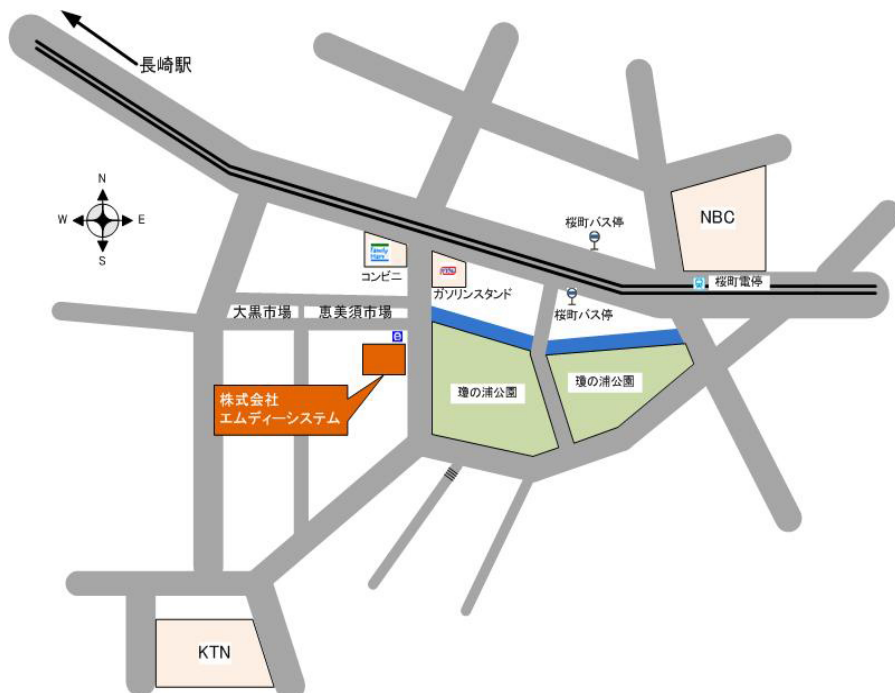 長崎駅
N
W
E
S
NBC
桜町バス停
桜町電停
Family
Mart
コンビニ
ガソリンスタンド
桜町バス停
大黒市場
恵美須市場
瓊の浦公園
瓊の浦公園
株式会社
エムディーシステム
KTN